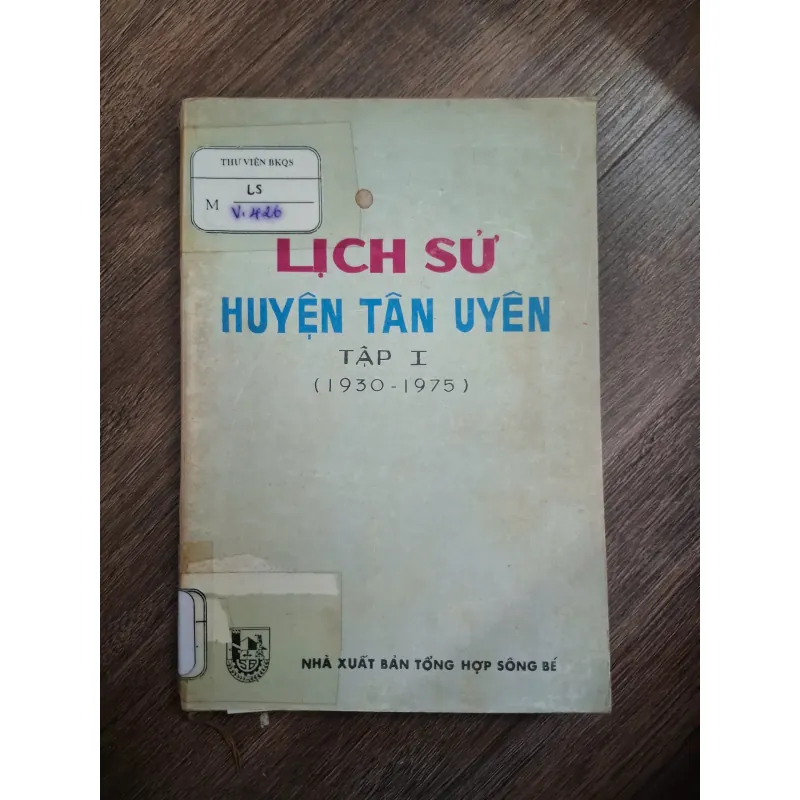 THƯ VIỆN BKQS
LS
M V.426
LỊCH SỬ
HUYỆN TÂN UYÊN
TẬP I
(1930-1975)
NHÀ XUẤT BẢN TỔNG HỢP SÔNG BÉ